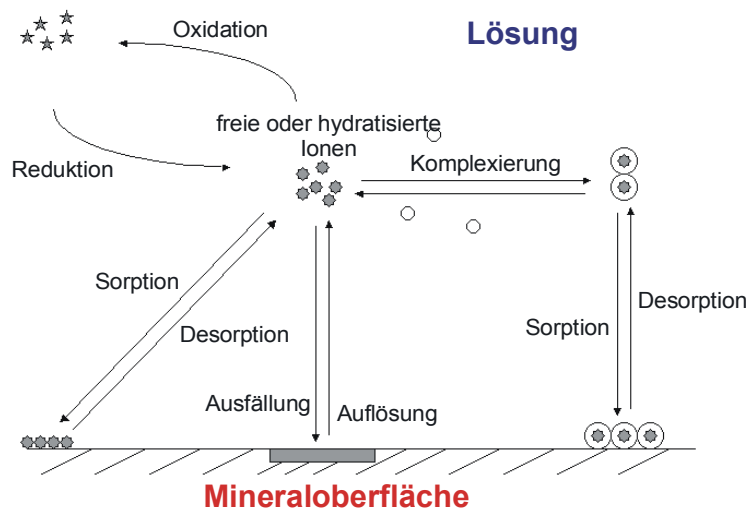 Oxidation
Lösung
freie oder hydratisierte
Ionen
Reduktion
Komplexierung
Sorption
Desorption
Desorption
Sorption
Ausfällung
Auflösung
Mineraloberfläche